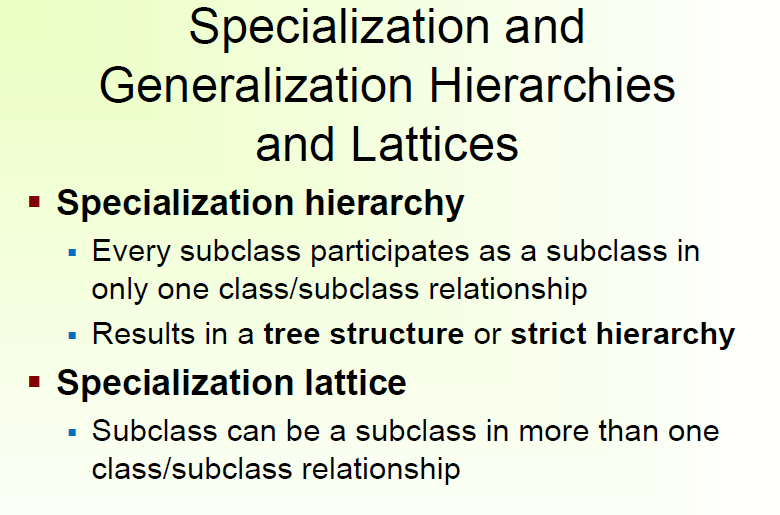 Specialization and
Generalization Hierarchies
and Lattices
▪ Specialization hierarchy
▪ Every subclass participates as a subclass in
only one class/subclass relationship
▪ Results in a tree structure or strict hierarchy
▪ Specialization lattice
▪ Subclass can be a subclass in more than one
class/subclass relationship